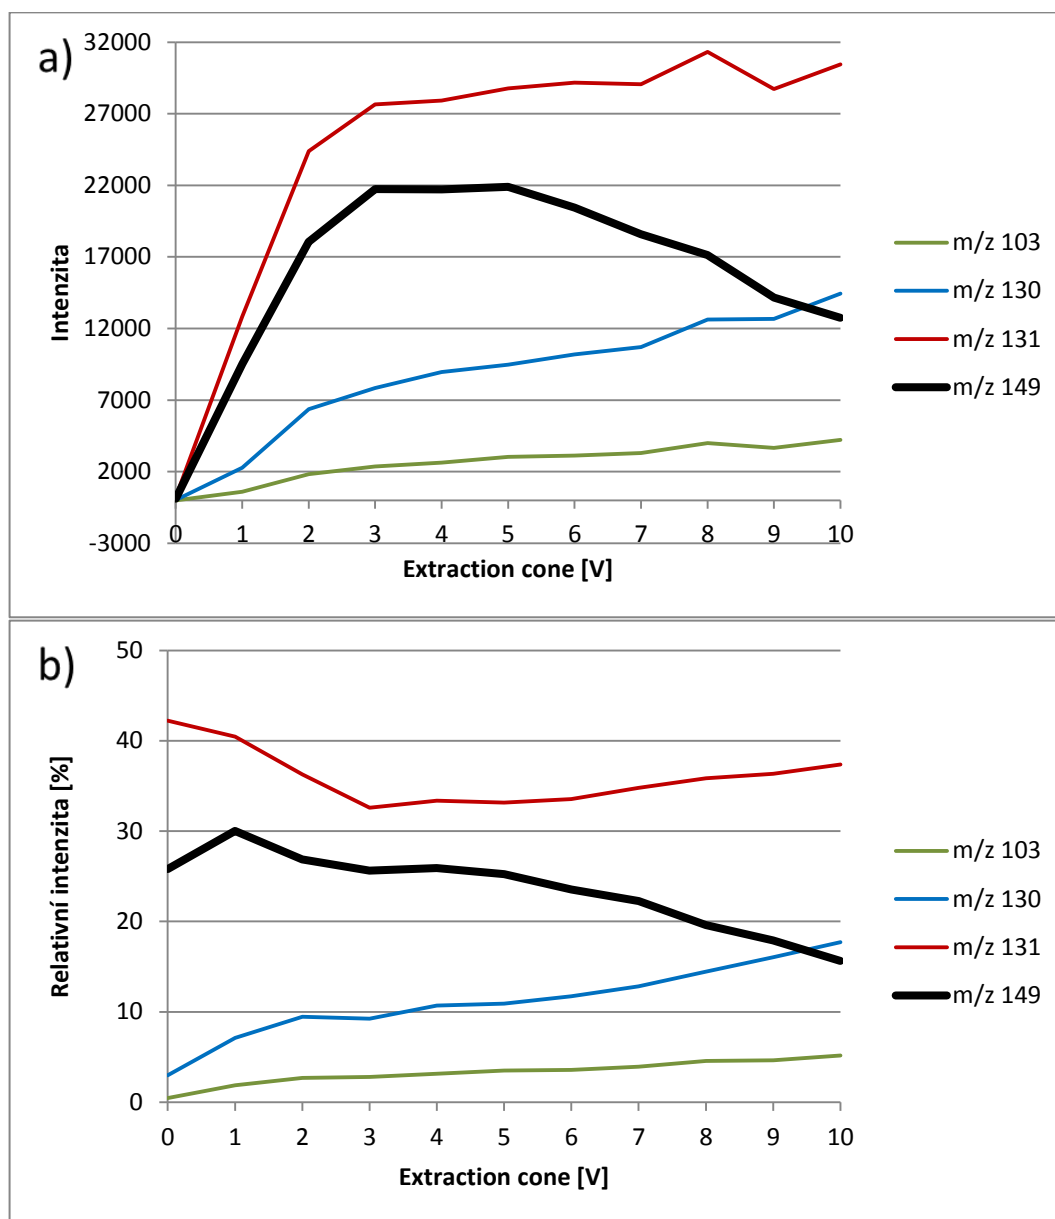 a)
32000
27000
22000
17000
12000
7000
2000
-3000
Intenzita
0 1 2 3 4 5 6 7 8 9 10
Extraction cone [V]
m/z 103
m/z 130
m/z 131
m/z 149
b)
50
40
30
20
10
0
Relativní intenzita [%]
0 1 2 3 4 5 6 7 8 9 10
Extraction cone [V]
m/z 103
m/z 130
m/z 131
m/z 149